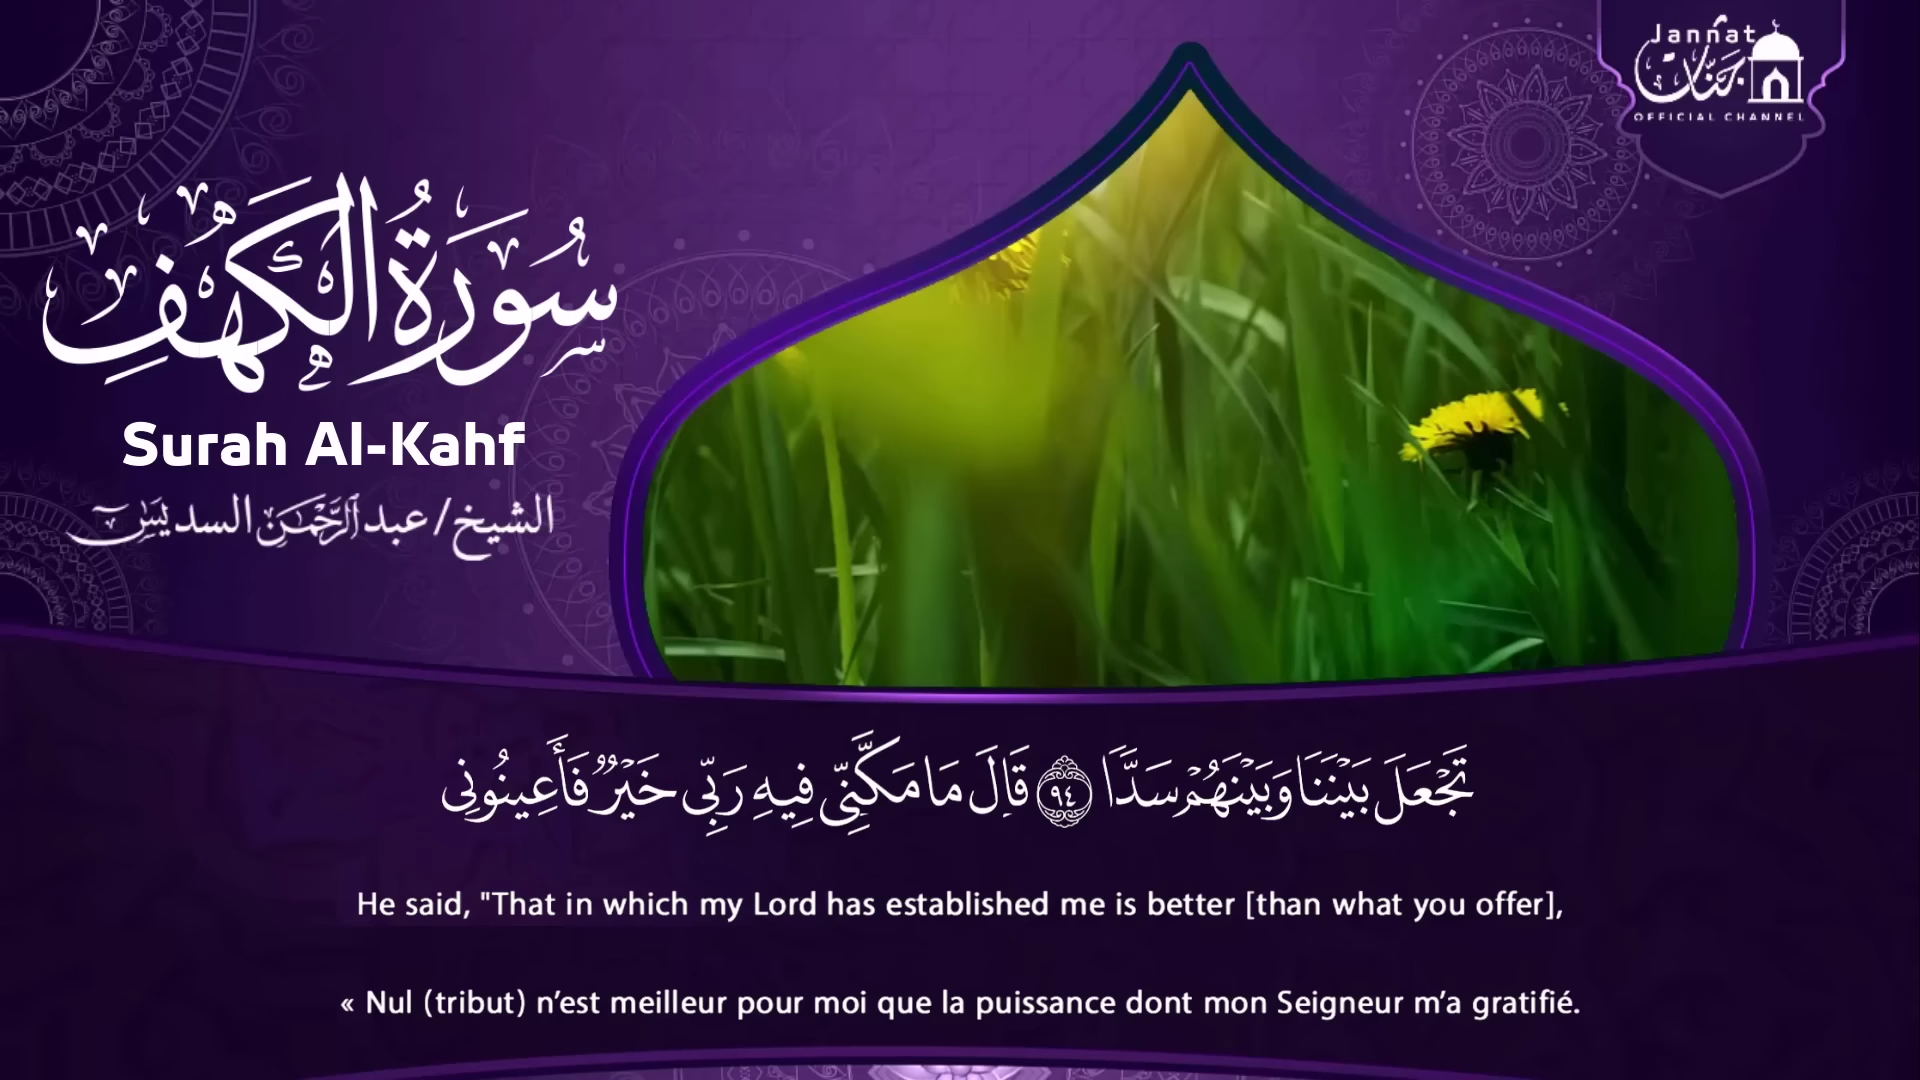 Jannat
جنات
OFFICIAL CHANNEL
سُورَةُ الكَهْفِ
Surah Al-Kahf
الشيخ / عبد الرحمن السديس
تَجْعَلَ بَيْنَنَا وَبَيْنَهُمْ سَدًّا ﴿٩٤﴾ قَالَ مَا مَكَّنِّي فِيهِ رَبِّي خَيْرٌ فَأَعِينُونِي
He said, "That in which my Lord has established me is better [than what you offer],
« Nul (tribut) n’est meilleur pour moi que la puissance dont mon Seigneur m’a gratifié.